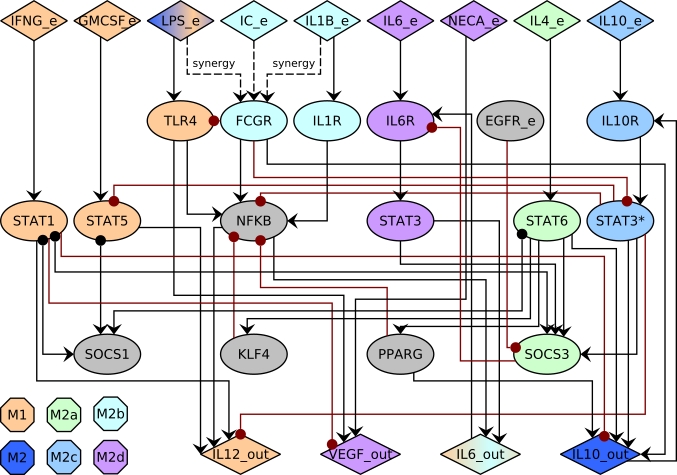 IFNG_e GMCSF_e LPS_e IC_e IL1B_e IL6_e NECA_e IL4_e IL10_e
synergy synergy
TLR4 FCGR IL1R IL6R EGFR_e IL10R
STAT1 STAT5 NFKB STAT3 STAT6 STAT3*
SOCS1 KLF4 PPARG SOCS3
M1 M2a M2b
M2 M2c M2d IL12_out VEGF_out IL6_out IL10_out